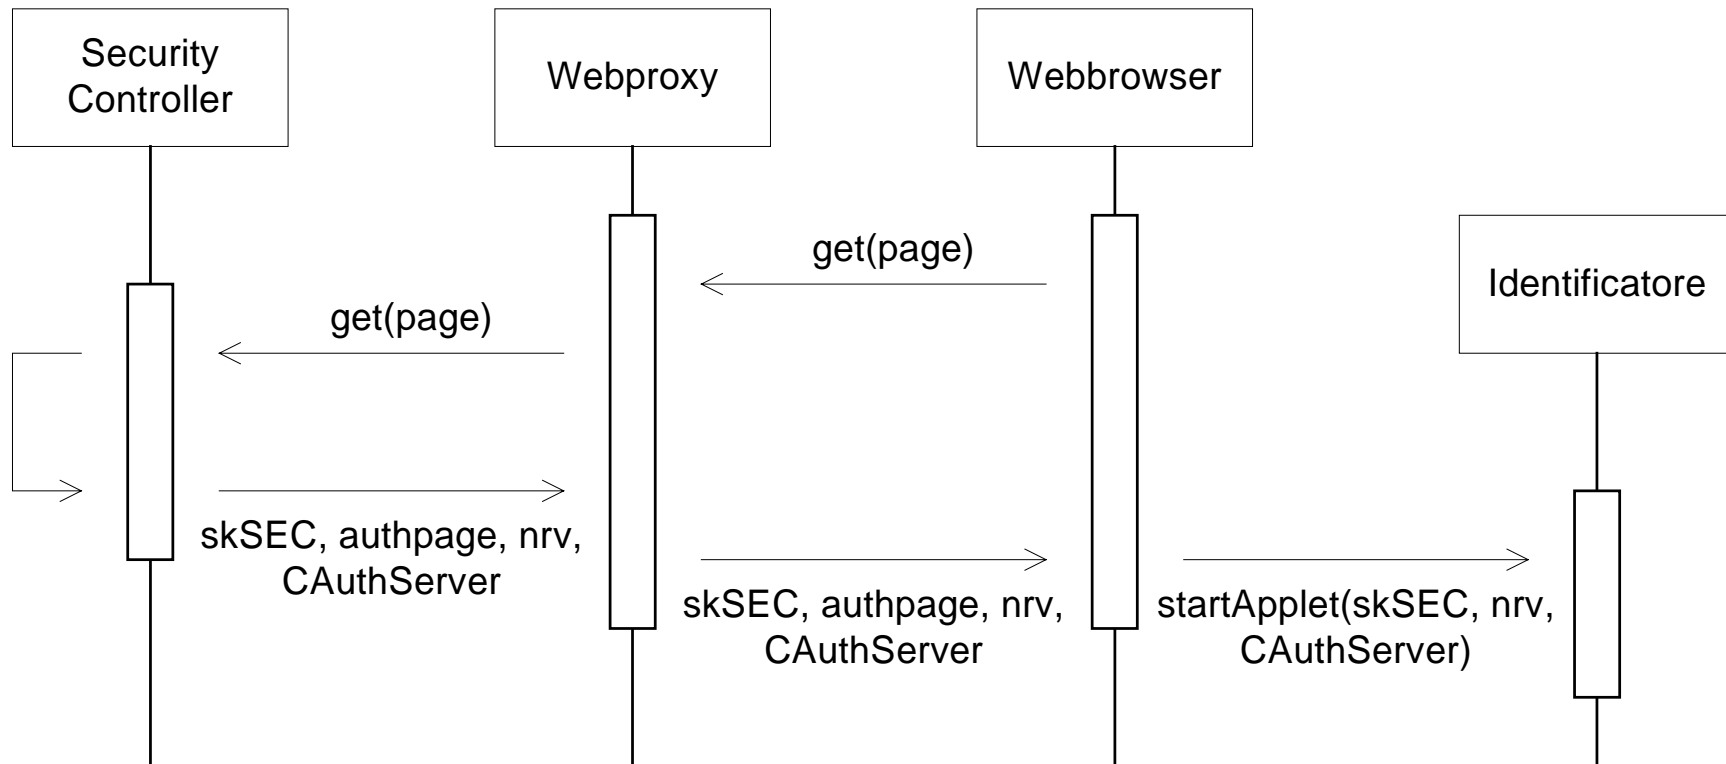 Security
Controller
Webproxy
Webbrowser
get(page)
Identificatore
get(page)
skSEC, authpage, nrv,
CAuthServer
skSEC, authpage, nrv,
CAuthServer
startApplet(skSEC, nrv,
CAuthServer)